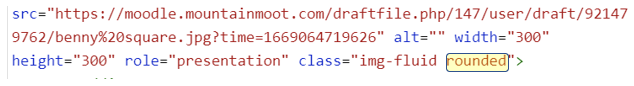 src="https://moodle.mountainmoot.com/draftfile.php/147/user/draft/92147
9762/benny%20square.jpg?time=1669064719626" alt="" width="300"
height="300" role="presentation" class="img-fluid rounded">